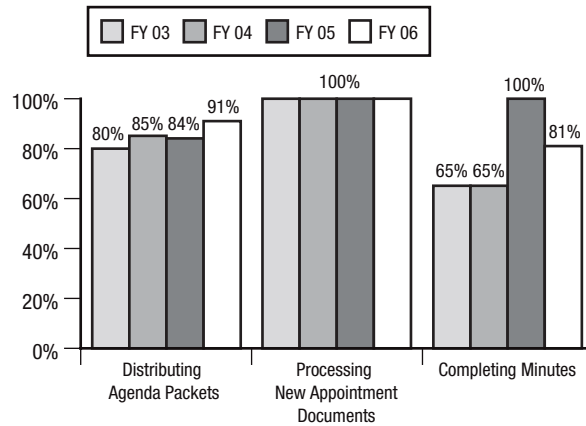 FY 03 FY 04 FY 05 FY 06
100%
80%
60%
40%
20%
0%
80%
85%
84%
91%
100%
65%
65%
100%
81%
Distributing
Agenda Packets
Processing
New Appointment
Documents
Completing Minutes